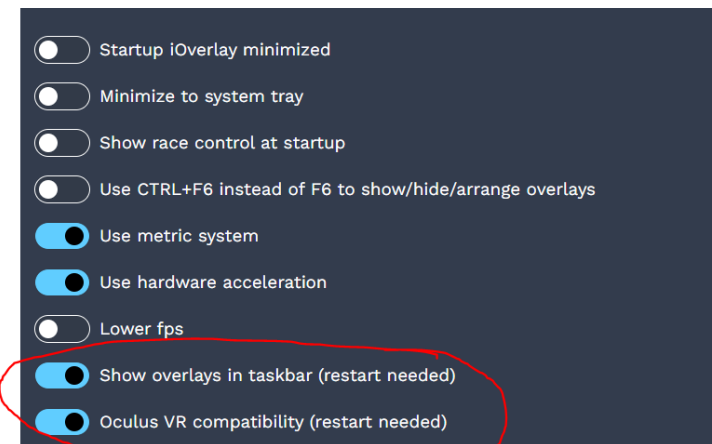 Startup iOverlay minimized
Minimize to system tray
Show race control at startup
Use CTRL+F6 instead of F6 to show/hide/arrange overlays
Use metric system
Use hardware acceleration
Lower fps
Show overlays in taskbar (restart needed)
Oculus VR compatibility (restart needed)